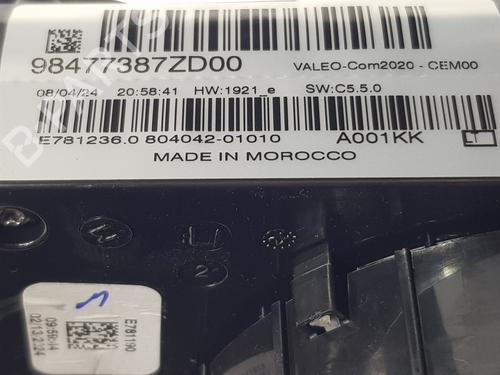 98477387ZD00
VALEO-Com2020 - CEM00
08/04/24 20:58:41 HW:1921_e SW:C5.5.0
E781236.0 804042-01010 A001KK
MADE IN MOROCCO
E781190